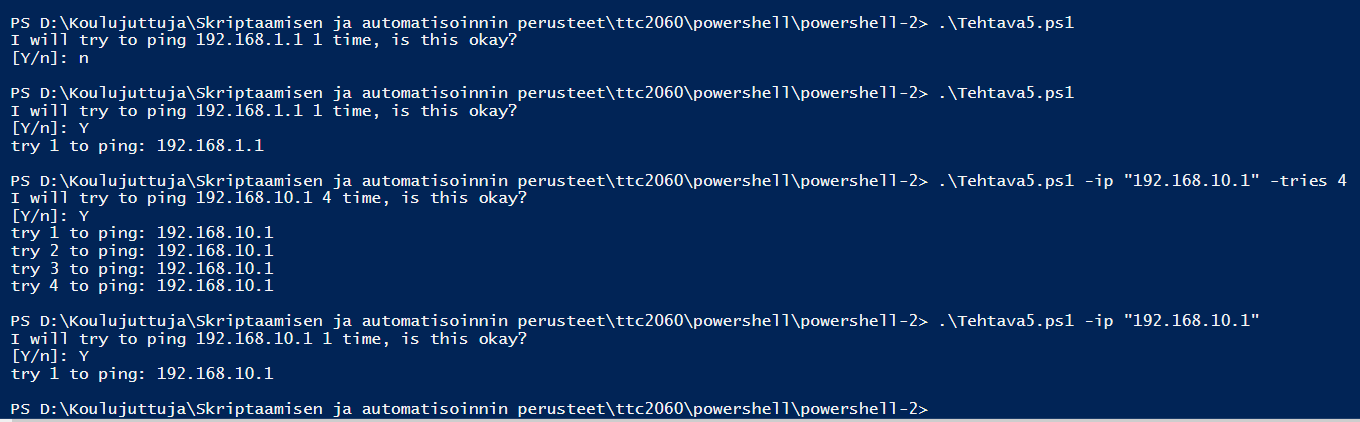 PS D:\Koulujuttuja\Skriptaamisen ja automatisoinnin perusteet\ttc2060\powershell\powershell-2> .\Tehtava5.ps1
I will try to ping 192.168.1.1 1 time, is this okay?
[Y/n]: n
PS D:\Koulujuttuja\Skriptaamisen ja automatisoinnin perusteet\ttc2060\powershell\powershell-2> .\Tehtava5.ps1
I will try to ping 192.168.1.1 1 time, is this okay?
[Y/n]: Y
try 1 to ping: 192.168.1.1
PS D:\Koulujuttuja\Skriptaamisen ja automatisoinnin perusteet\ttc2060\powershell\powershell-2> .\Tehtava5.ps1 -ip "192.168.10.1" -tries 4
I will try to ping 192.168.10.1 4 time, is this okay?
[Y/n]: Y
try 1 to ping: 192.168.10.1
try 2 to ping: 192.168.10.1
try 3 to ping: 192.168.10.1
try 4 to ping: 192.168.10.1
PS D:\Koulujuttuja\Skriptaamisen ja automatisoinnin perusteet\ttc2060\powershell\powershell-2> .\Tehtava5.ps1 -ip "192.168.10.1"
I will try to ping 192.168.10.1 1 time, is this okay?
[Y/n]: Y
try 1 to ping: 192.168.10.1
PS D:\Koulujuttuja\Skriptaamisen ja automatisoinnin perusteet\ttc2060\powershell\powershell-2>